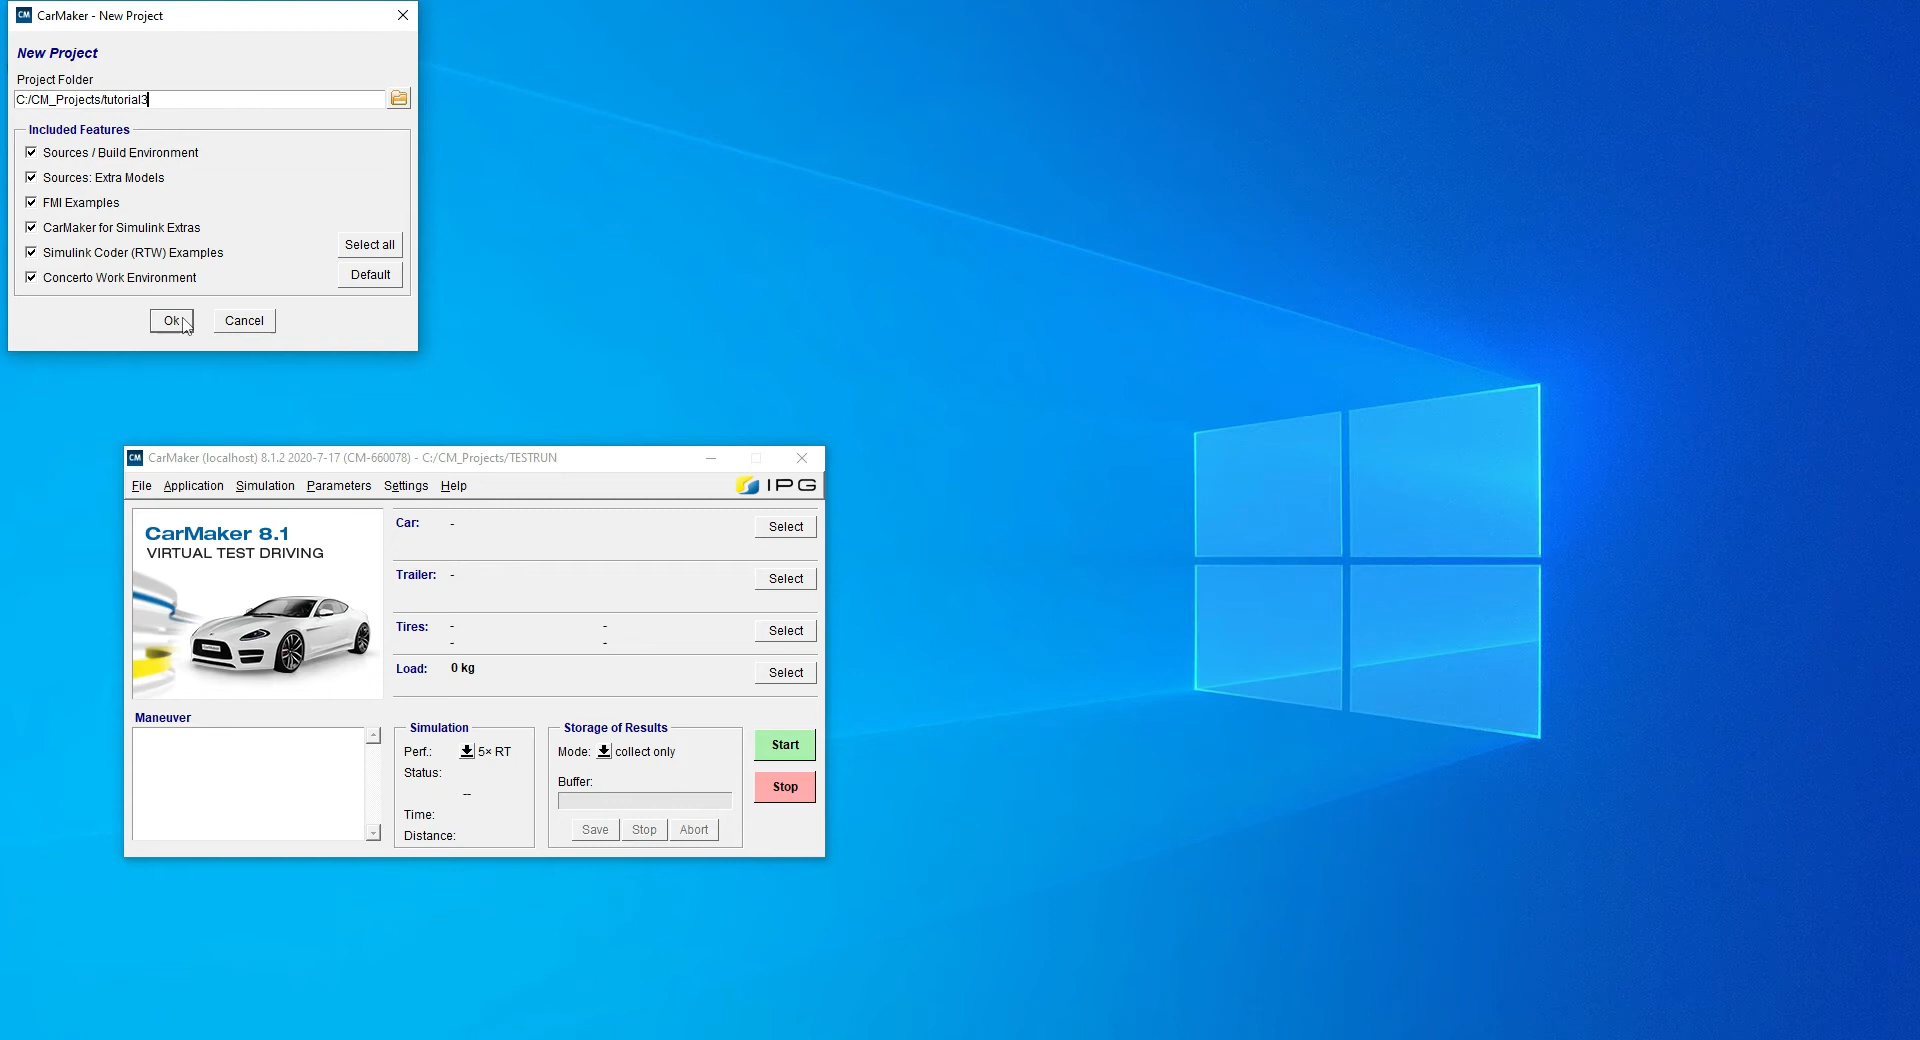 CM CarMaker - New Project
New Project
Project Folder
C:/CM_Projects/tutorial3
Included Features
Sources / Build Environment
Sources: Extra Models
FMI Examples
CarMaker for Simulink Extras
Select all
Simulink Coder (RTW) Examples
Default
Concerto Work Environment
Ok Cancel
CM CarMaker (localhost) 8.1.2 2020-7-17 (CM-660078) - C:/CM_Projects/TESTRUN
File Application Simulation Parameters Settings Help IPG
CarMaker 8.1
VIRTUAL TEST DRIVING
Car: - Select
Trailer: - Select
Tires: - - Select
- -
Load: 0 kg Select
Maneuver
Simulation
Perf.: 5× RT
Status:
--
Time:
Distance:
Storage of Results
Mode: collect only
Buffer:
Save Stop Abort
Start
Stop